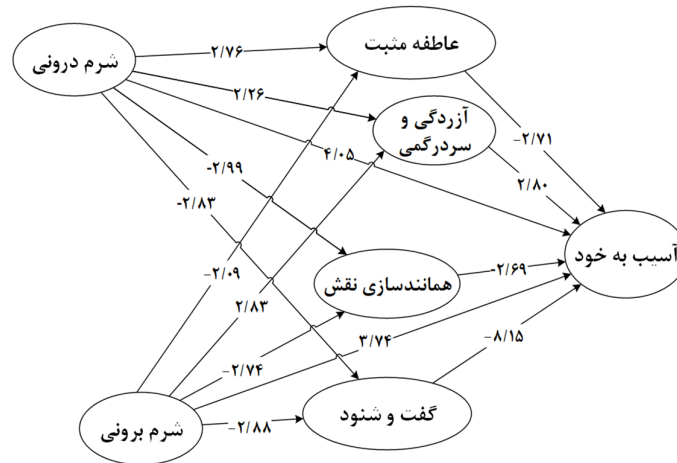 عاطفه مثبت
شرم درونی
-۲/۷۶
۲/۲۶
آزردگی و
سردرگمی
-۲/۷۱
۴/۰۵
-۲/۹۹
۲/۸۰
-۲/۸۳
آسیب به خود
-۲/۰۹
۲/۸۳
همانندسازی نقش
-۲/۶۹
-۲/۷۴
۳/۷۴
-۸/۱۵
گفت و شنود
شرم برونی
-۲/۸۸